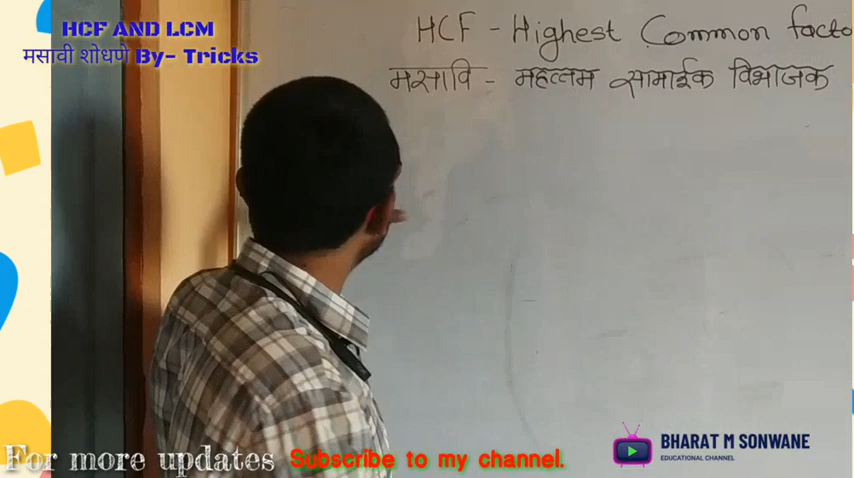 HCF AND LCM
मसावी शोधणे By- Tricks
HCF - Highest Common facto
मसावि - महत्तम सामाईक विभाजक
BHARAT M SONWANE
EDUCATIONAL CHANNEL
For more updates Subscribe to my channel.